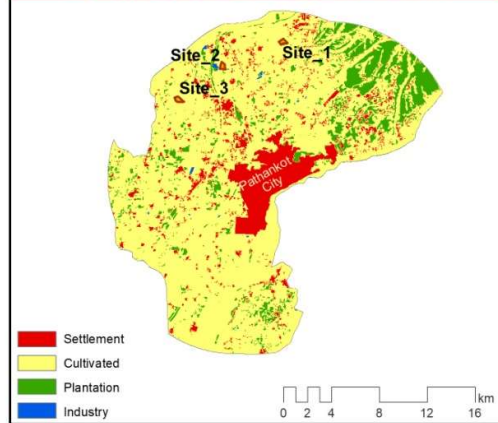 Site_1
Site_2
Site_3
Pathankot
City
Settlement
Cultivated
Plantation
Industry
km
0 2 4 8 12 16